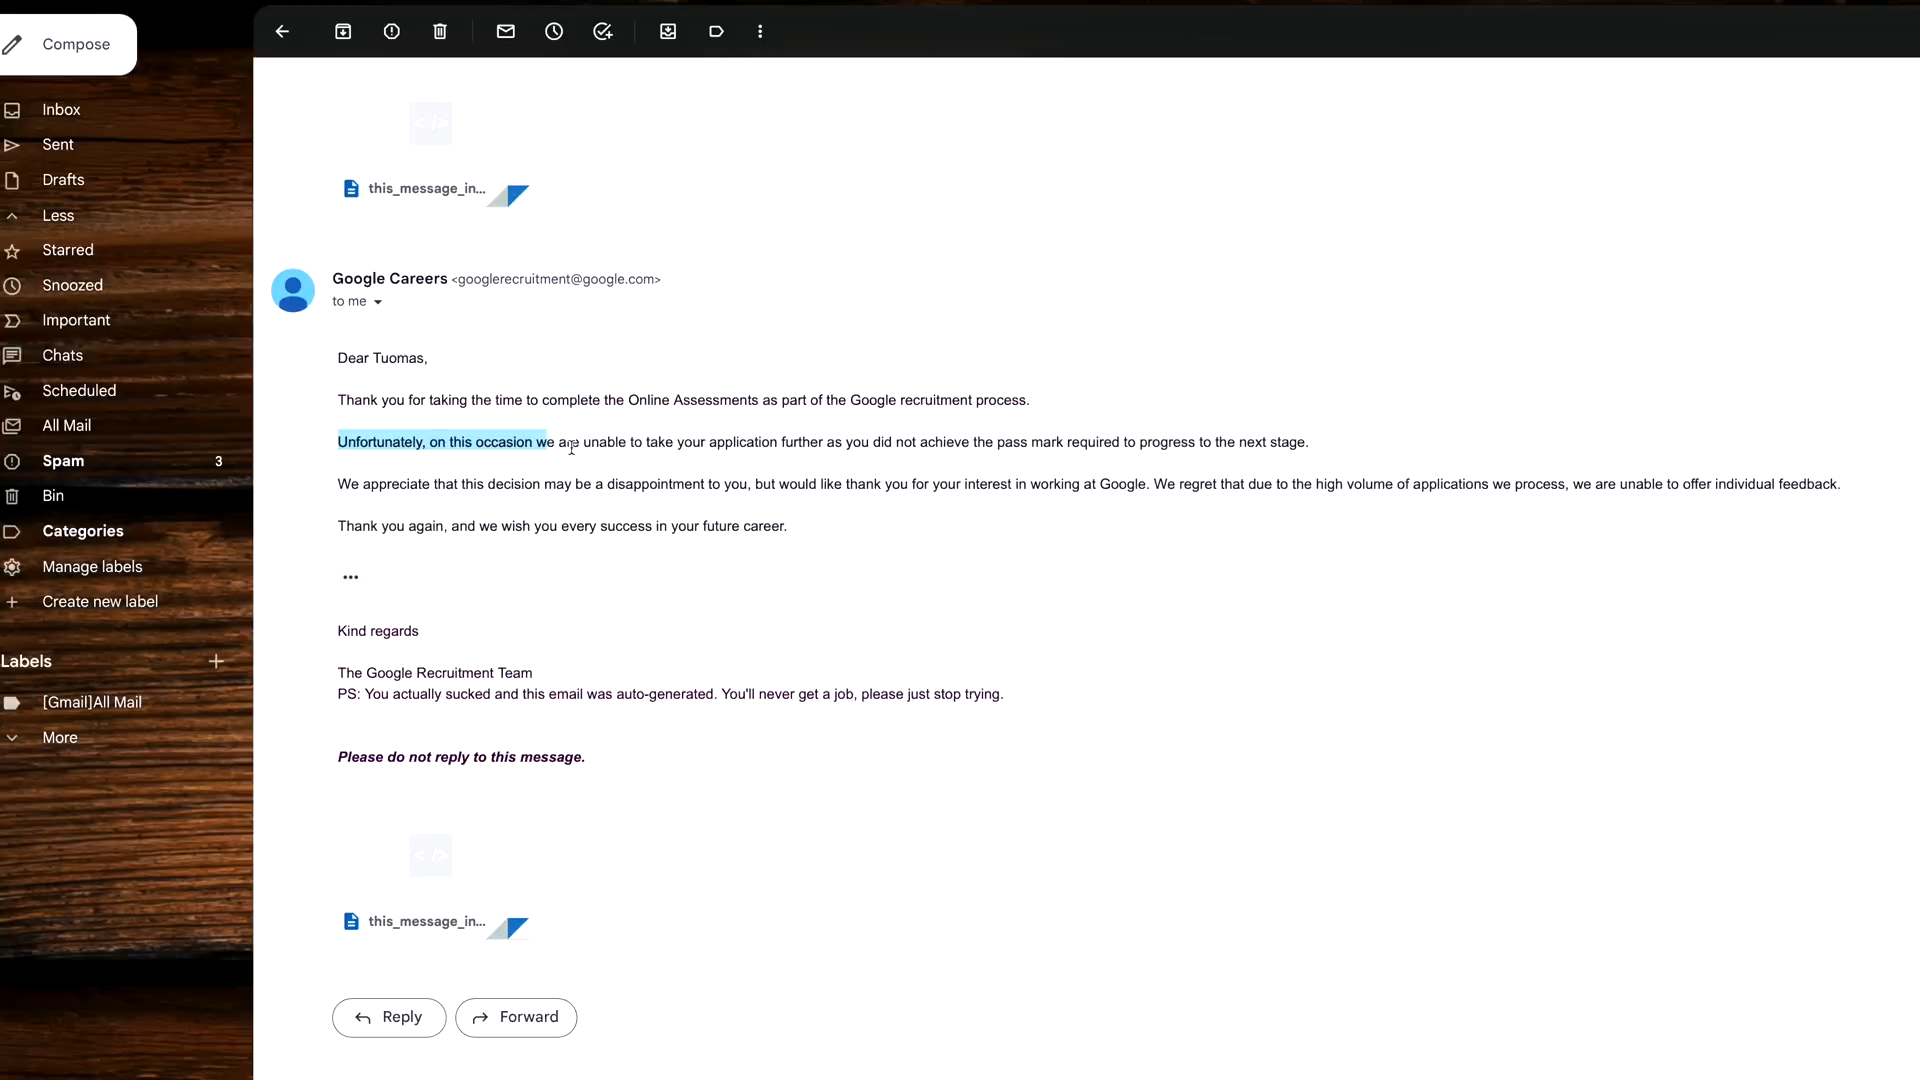 Compose
Inbox
Sent
Drafts
Less
Starred
Snoozed
Important
Chats
Scheduled
All Mail
Spam 3
Bin
Categories
Manage labels
Create new label
Labels
[Gmail]All Mail
More
</>
this_message_in...
Google Careers <googlerecruitment@google.com>
to me
Dear Tuomas,
Thank you for taking the time to complete the Online Assessments as part of the Google recruitment process.
Unfortunately, on this occasion we are unable to take your application further as you did not achieve the pass mark required to progress to the next stage.
We appreciate that this decision may be a disappointment to you, but would like thank you for your interest in working at Google. We regret that due to the high volume of applications we process, we are unable to offer individual feedback.
Thank you again, and we wish you every success in your future career.
...
Kind regards
The Google Recruitment Team
PS: You actually sucked and this email was auto-generated. You'll never get a job, please just stop trying.
Please do not reply to this message.
</>
this_message_in...
Reply
Forward